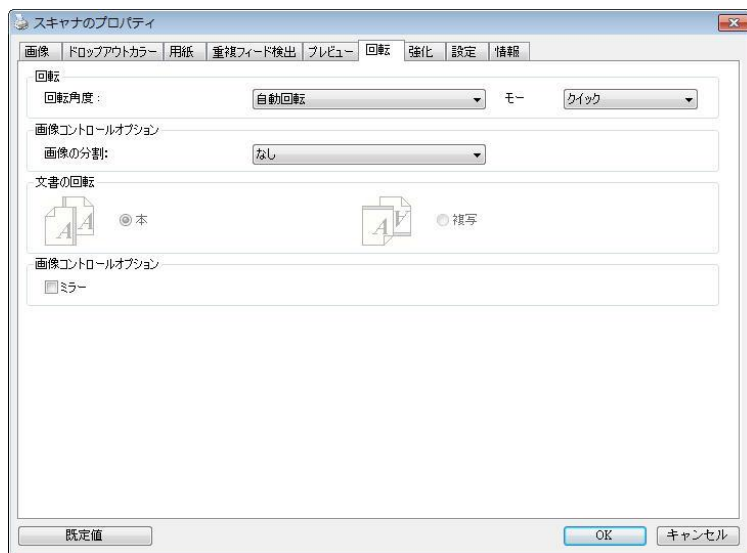 スキャナのプロパティ
画像 ドロップアウトカラー 用紙 重複フィード検出 プレビュー 回転 強化 設定 情報
回転
回転角度： 自動回転 モー クイック
画像コントロールオプション
画像の分割: なし
文書の回転
A A 本 A A 複写
画像コントロールオプション
ミラー
既定値 OK キャンセル